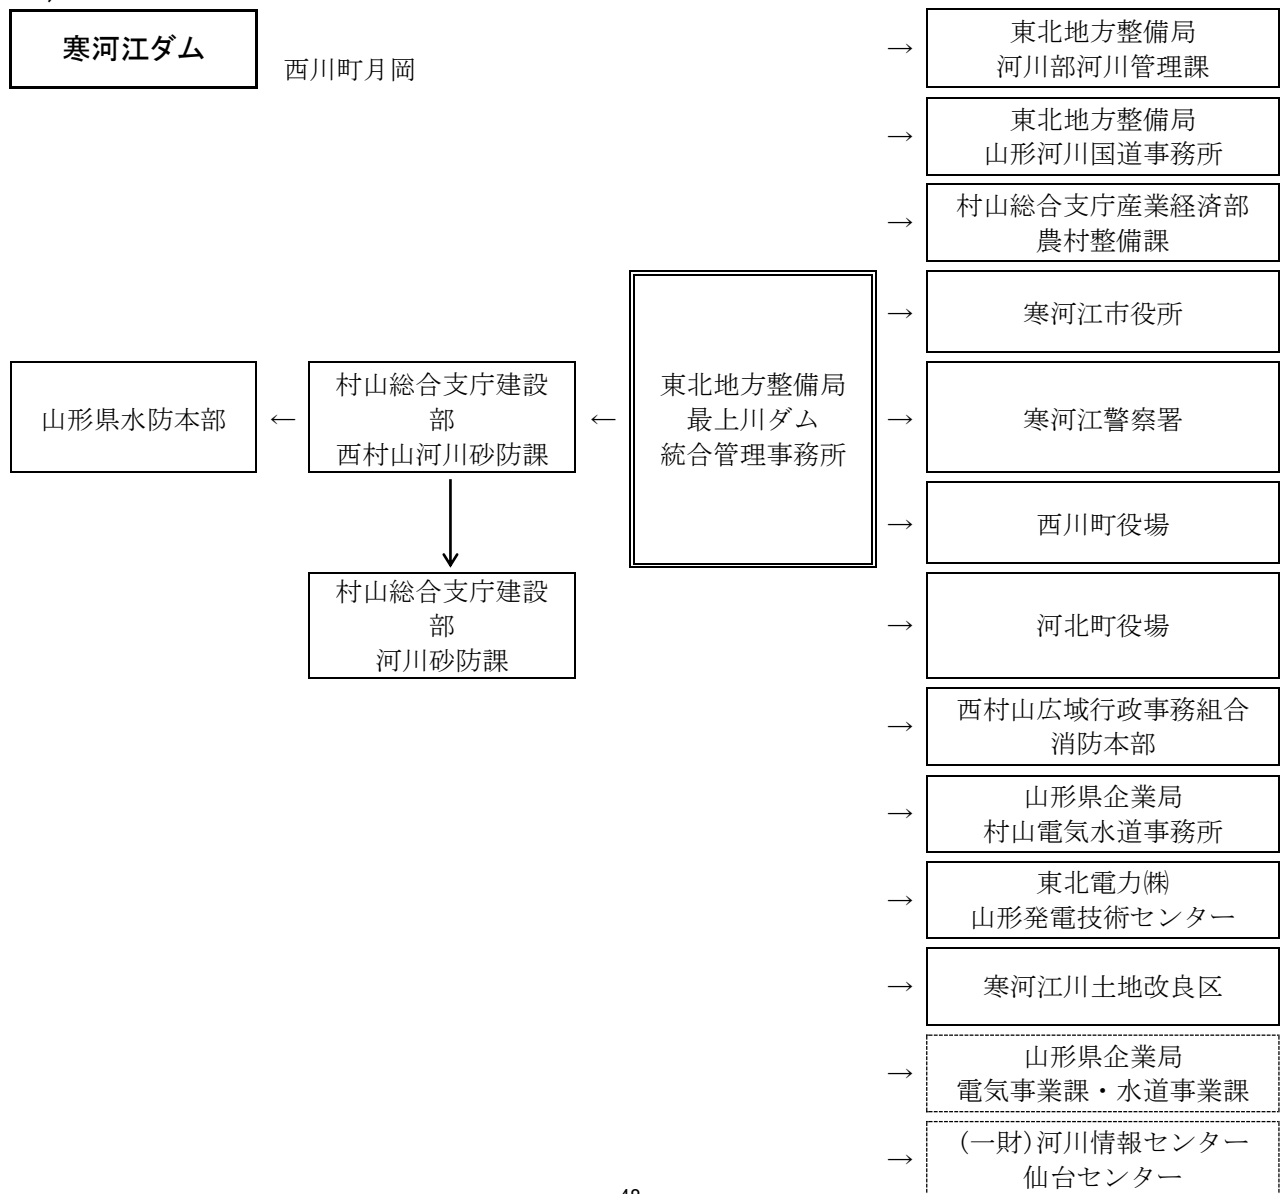 寒河江ダム
西川町月岡
→
東北地方整備局
河川部河川管理課
→
東北地方整備局
山形河川国道事務所
→
村山総合支庁産業経済部
農村整備課
→
寒河江市役所
山形県水防本部
←
村山総合支庁建設
部
西村山河川砂防課
←
東北地方整備局
最上川ダム
統合管理事務所
→
寒河江警察署
→
西川町役場
村山総合支庁建設
部
河川砂防課
→
河北町役場
→
西村山広域行政事務組合
消防本部
→
山形県企業局
村山電気水道事務所
→
東北電力㈱
山形発電技術センター
→
寒河江川土地改良区
→
山形県企業局
電気事業課・水道事業課
→
(一財)河川情報センター
仙台センター